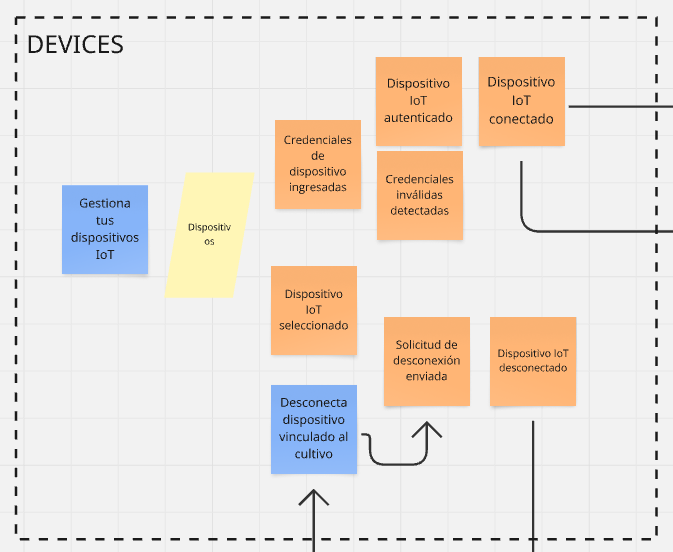 DEVICES
Gestiona
tus
dispositivos
IoT
Dispositiv
os
Credenciales
de
dispositivo
ingresadas
Dispositivo
IoT
autenticado
Dispositivo
IoT
conectado
Credenciales
inválidas
detectadas
Dispositivo
IoT
seleccionado
Solicitud de
desconexión
enviada
Dispositivo IoT
desconectado
Desconecta
dispositivo
vinculado al
cultivo